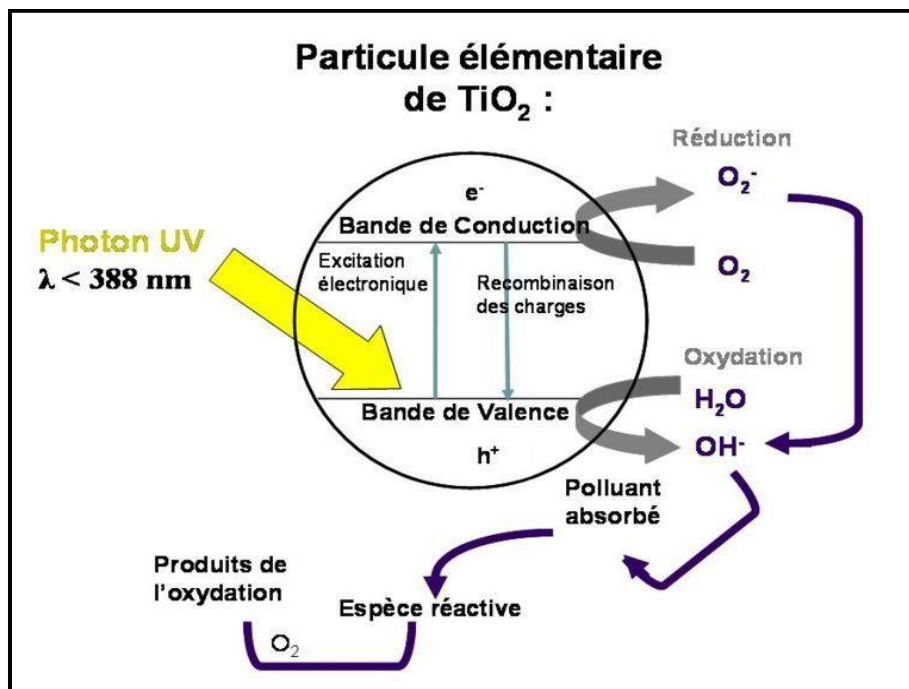 Particule élémentaire
de TiO₂ :
Réduction
O₂⁻
e⁻
Bande de Conduction
Photon UV
λ < 388 nm
Excitation
électronique
Recombinaison
des charges
O₂
Oxydation
H₂O
Bande de Valence
OH⁻
h⁺
Polluant
absorbé
Produits de
l'oxydation
Espèce réactive
O₂